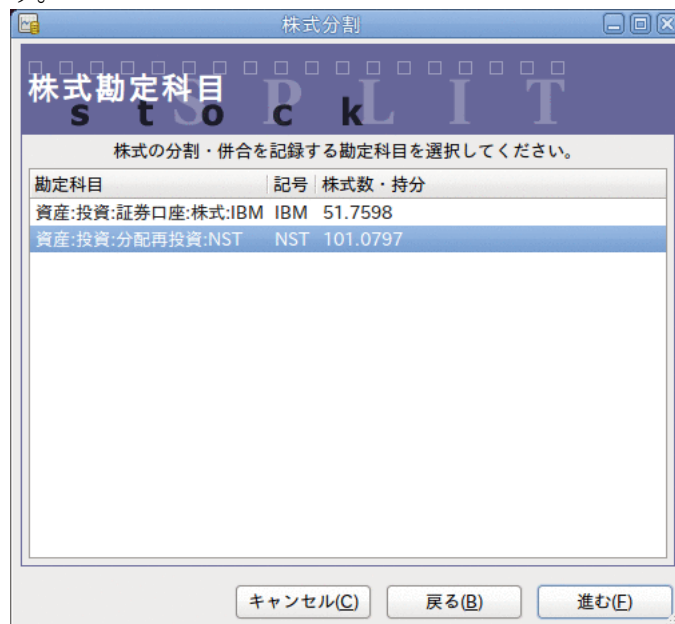 す。
株式分割
株式勘定科目
stock
SPLIT
株式の分割・併合を記録する勘定科目を選択してください。
勘定科目 記号 株式数・持分
資産:投資:証券口座:株式:IBM IBM 51.7598
資産:投資:分配再投資:NST NST 101.0797
キャンセル(C) 戻る(B) 進む(F)